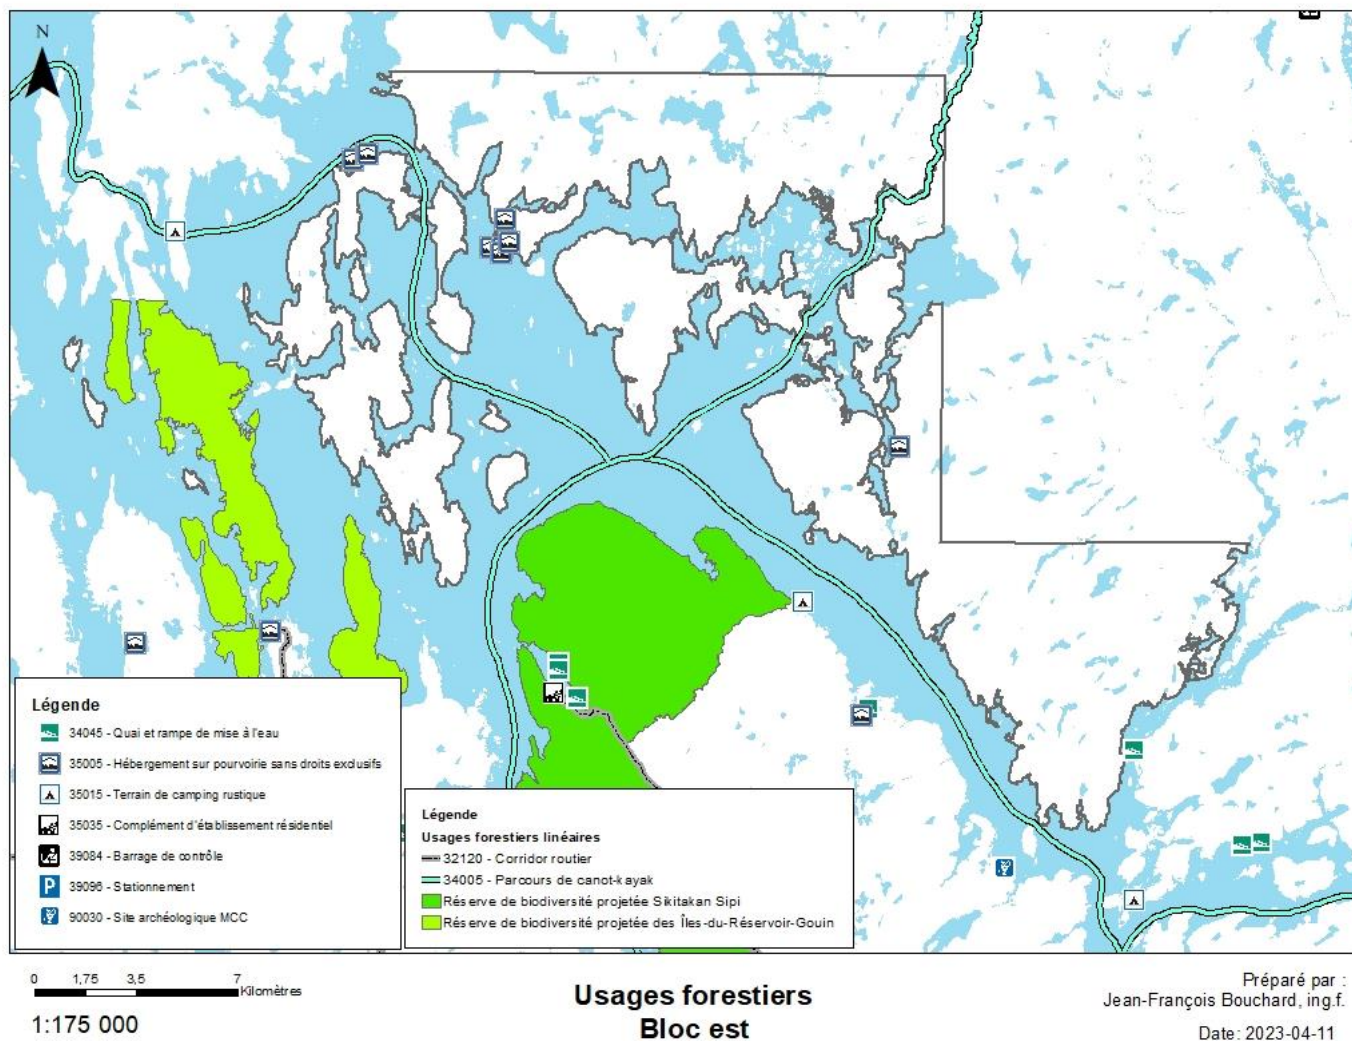 N
Légende
34045 - Quai et rampe de mise à l'eau
35005 - Hébergement sur pourvoirie sans droits exclusifs
35015 - Terrain de camping rustique
35035 - Complément d'établissement résidentiel
39084 - Barrage de contrôle
39096 - Stationnement
90030 - Site archéologique MCC
Légende
Usages forestiers linéaires
32120 - Corridor routier
34005 - Parcours de canot-kayak
Réserve de biodiversité projetée Sikitakan Sipi
Réserve de biodiversité projetée des Îles-du-Réservoir-Gouin
0 1,75 3,5 7
Kilomètres
1:175 000
Usages forestiers
Bloc est
Préparé par :
Jean-François Bouchard, ing.f.
Date: 2023-04-11